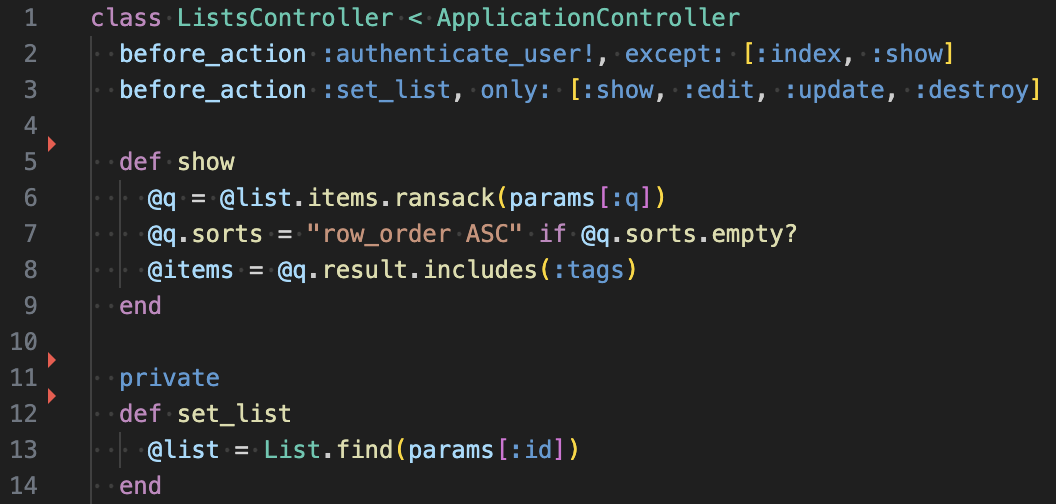 1 class ListsController < ApplicationController
2   before_action :authenticate_user!, except: [:index, :show]
3   before_action :set_list, only: [:show, :edit, :update, :destroy]
4
5   def show
6     @q = @list.items.ransack(params[:q])
7     @q.sorts = "row_order ASC" if @q.sorts.empty?
8     @items = @q.result.includes(:tags)
9   end
10
11   private
12   def set_list
13     @list = List.find(params[:id])
14   end